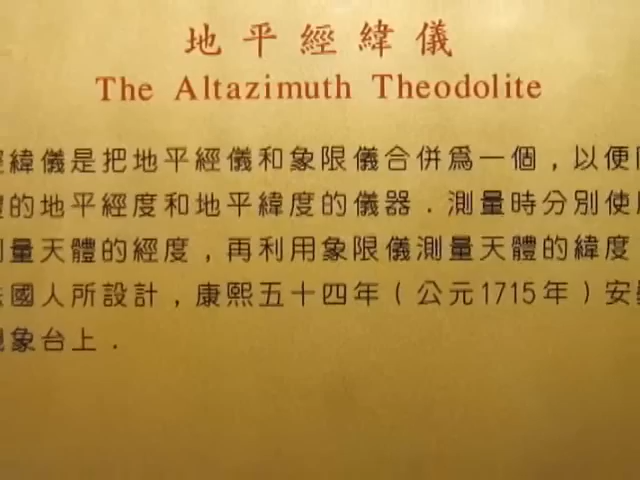 地平經緯儀
The Altazimuth Theodolite
緯儀是把地平經儀和象限儀合併爲一個，以便
的地平經度和地平緯度的儀器．測量時分別使
量天體的經度，再利用象限儀測量天體的緯度
國人所設計，康熙五十四年（公元1715年）安
象台上．